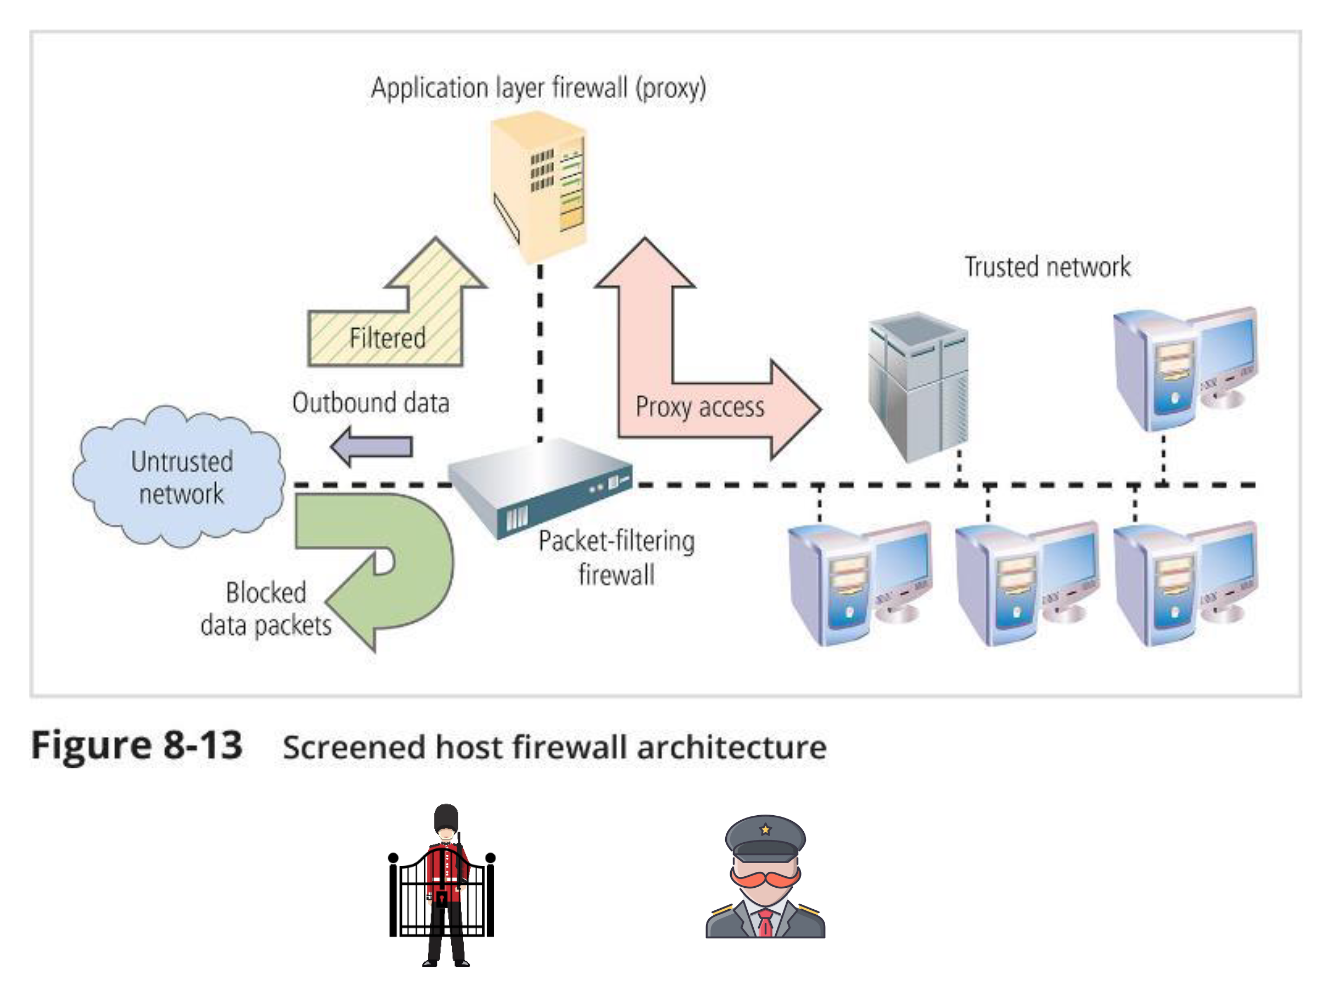 Application layer firewall (proxy)
Trusted network
Filtered
Outbound data
Proxy access
Untrusted
network
Packet-filtering
firewall
Blocked
data packets
Figure 8-13 Screened host firewall architecture